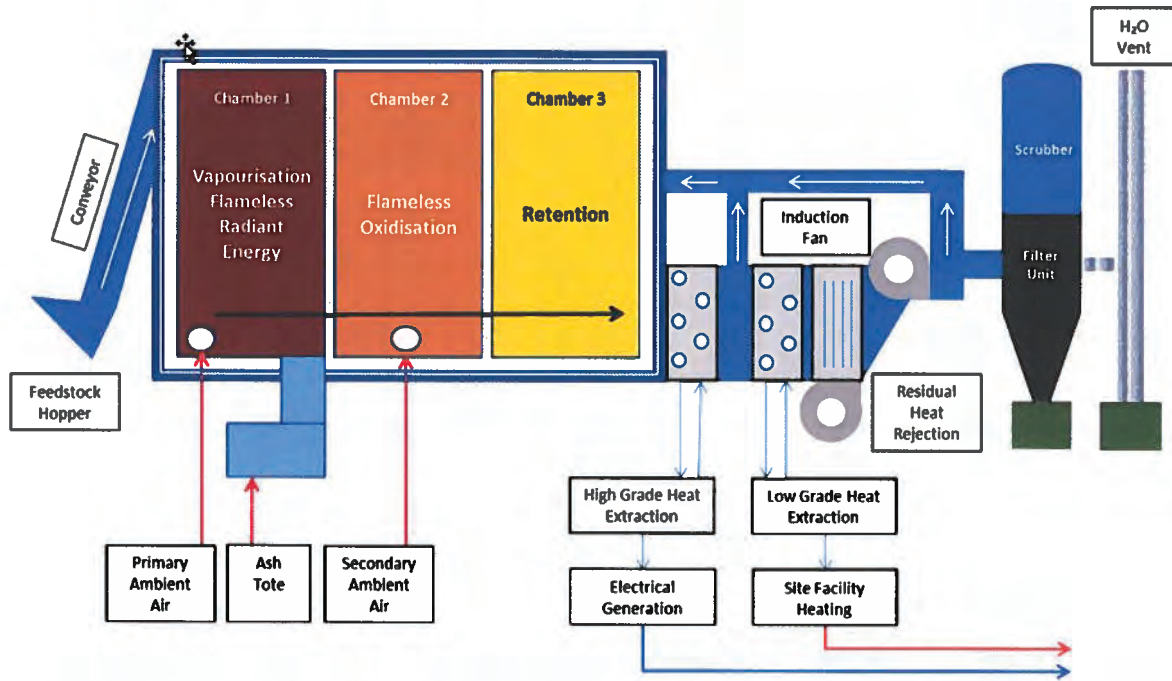 H₂O
Vent
Chamber 1
Chamber 2
Chamber 3
Conveyor
Scrubber
Vapourisation
Flameless
Radiant
Energy
Flameless
Oxidisation
Retention
Induction
Fan
Filter
Unit
Feedstock
Hopper
Residual
Heat
Rejection
High Grade Heat
Extraction
Low Grade Heat
Extraction
Primary
Ambient
Air
Ash
Tote
Secondary
Ambient
Air
Electrical
Generation
Site Facility
Heating